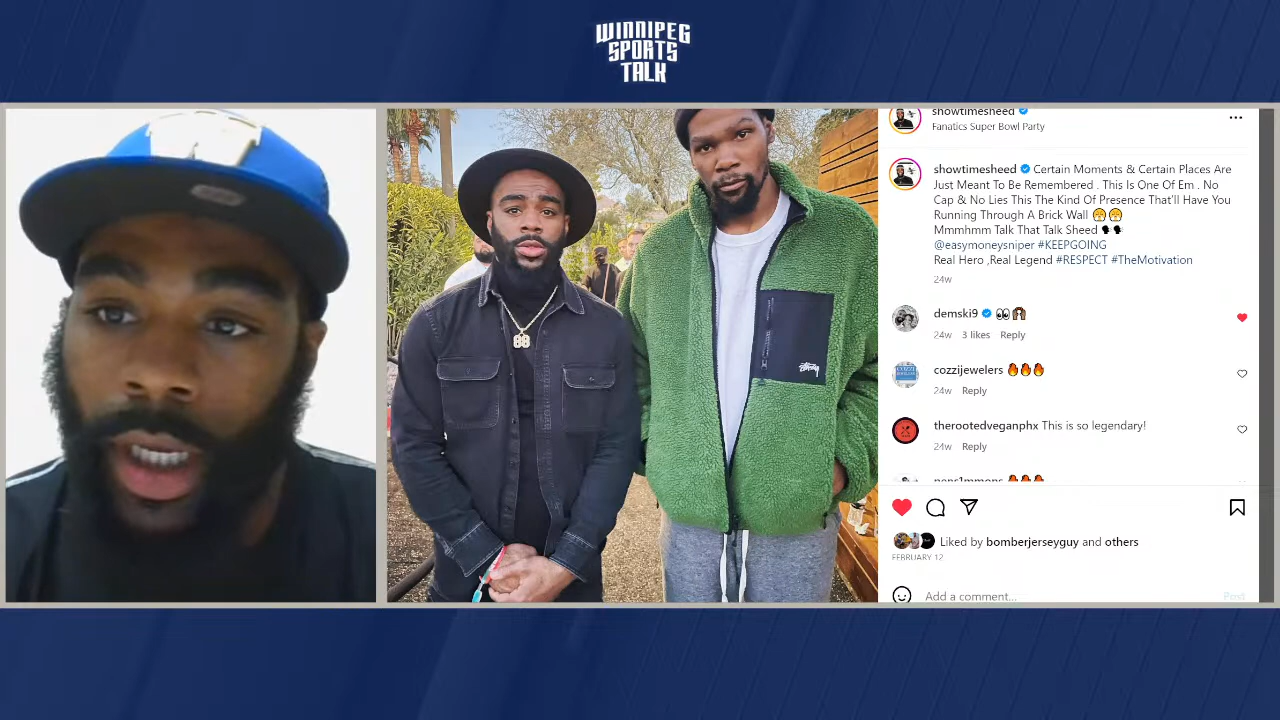 WINNIPEG
SPORTS
TALK
showtimesheed
Fanatics Super Bowl Party
showtimesheed Certain Moments & Certain Places Are
Just Meant To Be Remembered . This Is One Of Em . No
Cap & No Lies This The Kind Of Presence That'll Have You
Running Through A Brick Wall 😤😤
Mmmhmm Talk That Talk Sheed 🗣🗣
@easymoneysniper #KEEPGOING
Real Hero ,Real Legend #RESPECT #TheMotivation
24w
demski9 👀
24w 3 likes Reply
cozzijewelers 🔥🔥🔥
24w Reply
therootedveganphx This is so legendary!
24w Reply
Liked by bomberjerseyguy and others
FEBRUARY 12
Add a comment...
Post
88
Stussy